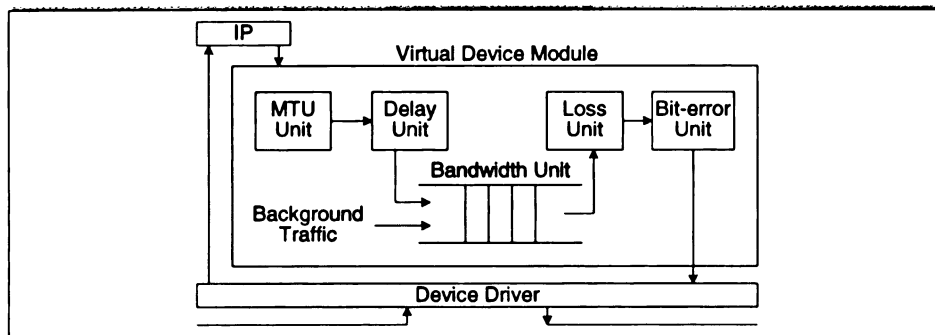 IP
Virtual Device Module
MTU
Unit
Delay
Unit
Loss
Unit
Bit-error
Unit
Bandwidth Unit
Background
Traffic
Device Driver